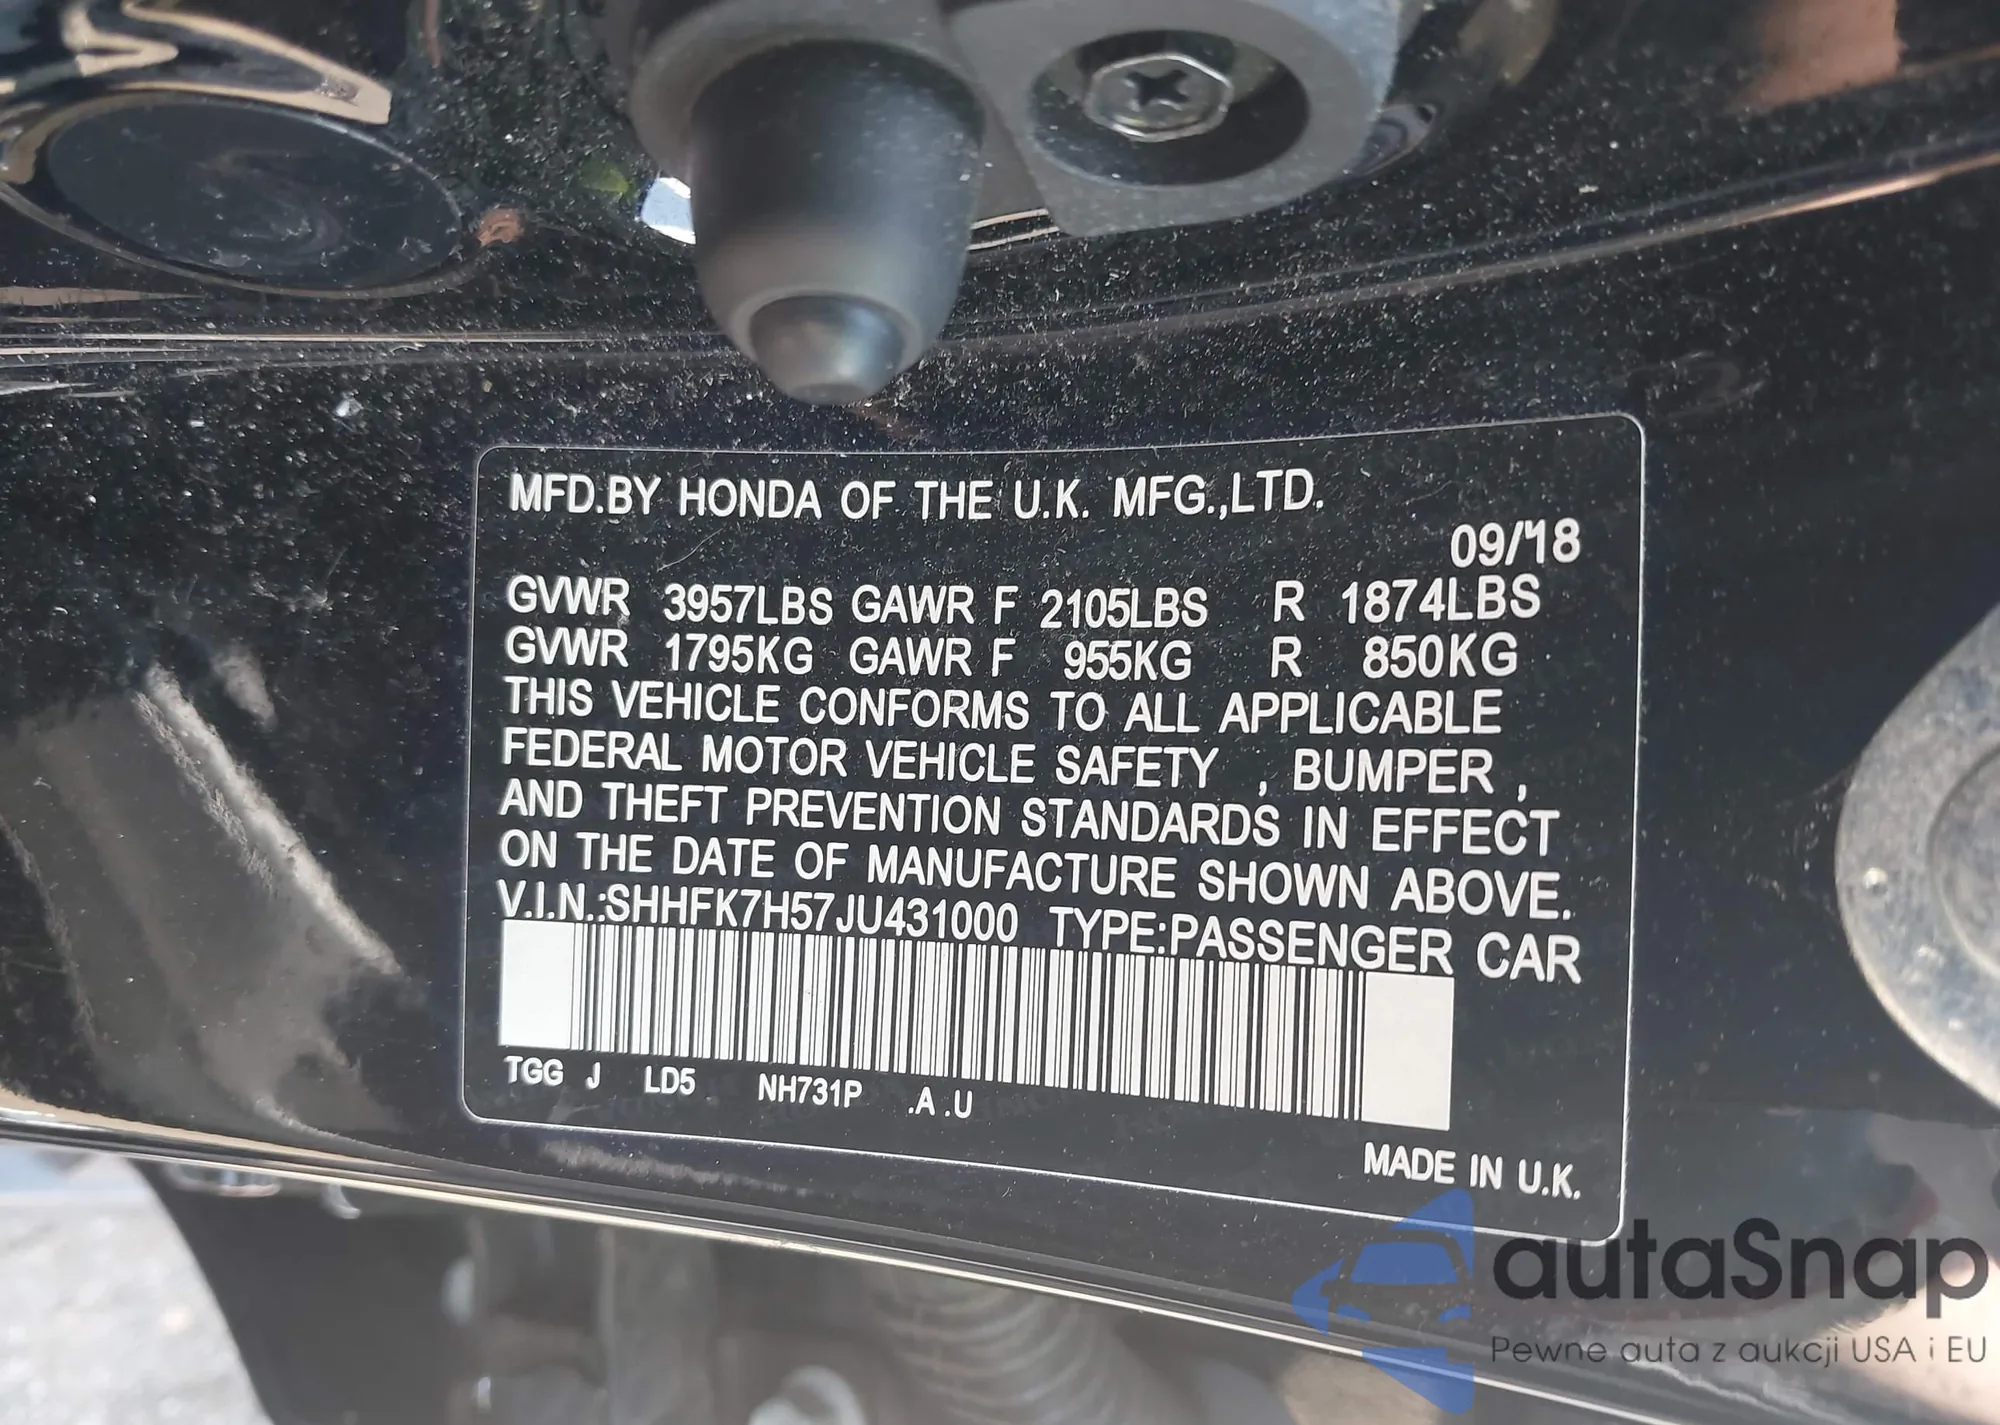 MFD.BY HONDA OF THE U.K. MFG.,LTD.
09/'18
GVWR 3957LBS GAWR F 2105LBS R 1874LBS
GVWR 1795KG GAWR F 955KG R 850KG
THIS VEHICLE CONFORMS TO ALL APPLICABLE
FEDERAL MOTOR VEHICLE SAFETY , BUMPER ,
AND THEFT PREVENTION STANDARDS IN EFFECT
ON THE DATE OF MANUFACTURE SHOWN ABOVE.
V.I.N.:SHHFK7H57JU431000 TYPE:PASSENGER CAR
TGG J LD5 NH731P .A .U
MADE IN U.K.
autaSnap
Pewne auta z aukcji USA i EU